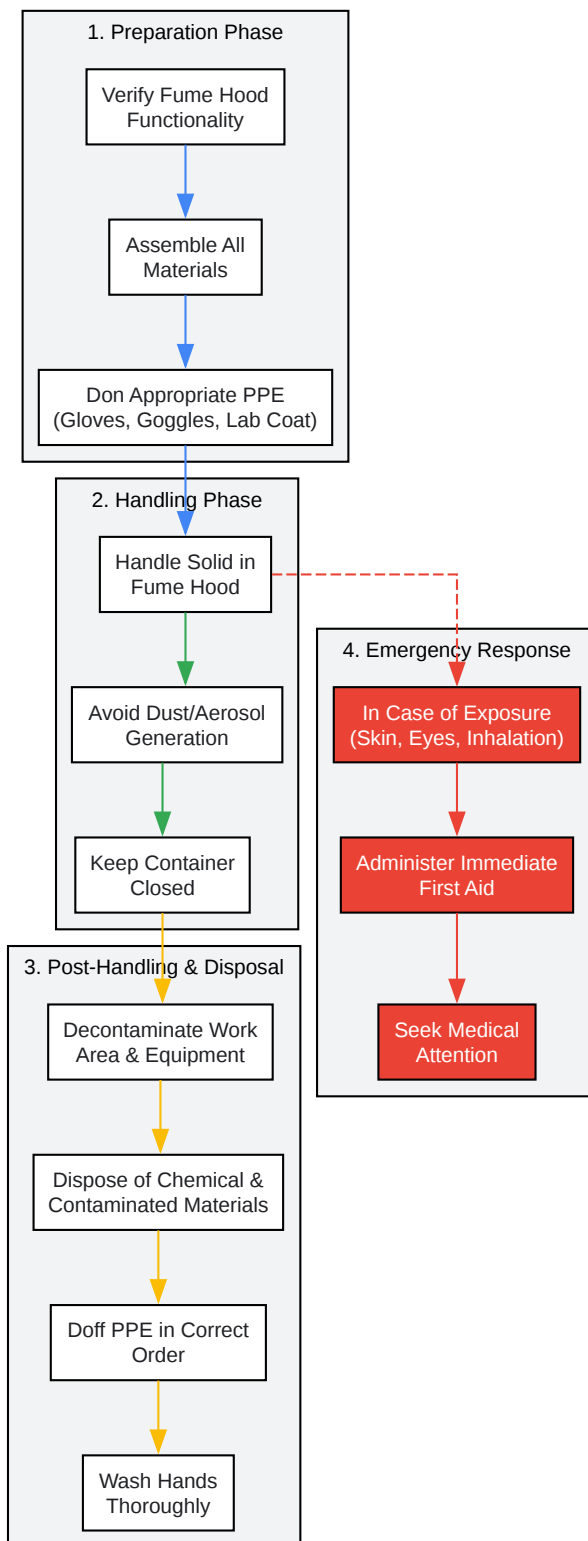 1. Preparation Phase
Verify Fume Hood
Functionality
Assemble All
Materials
Don Appropriate PPE
(Gloves, Goggles, Lab Coat)
2. Handling Phase
Handle Solid in
Fume Hood
Avoid Dust/Aerosol
Generation
Keep Container
Closed
3. Post-Handling & Disposal
Decontaminate Work
Area & Equipment
Dispose of Chemical &
Contaminated Materials
Doff PPE in Correct
Order
Wash Hands
Thoroughly
4. Emergency Response
In Case of Exposure
(Skin, Eyes, Inhalation)
Administer Immediate
First Aid
Seek Medical
Attention